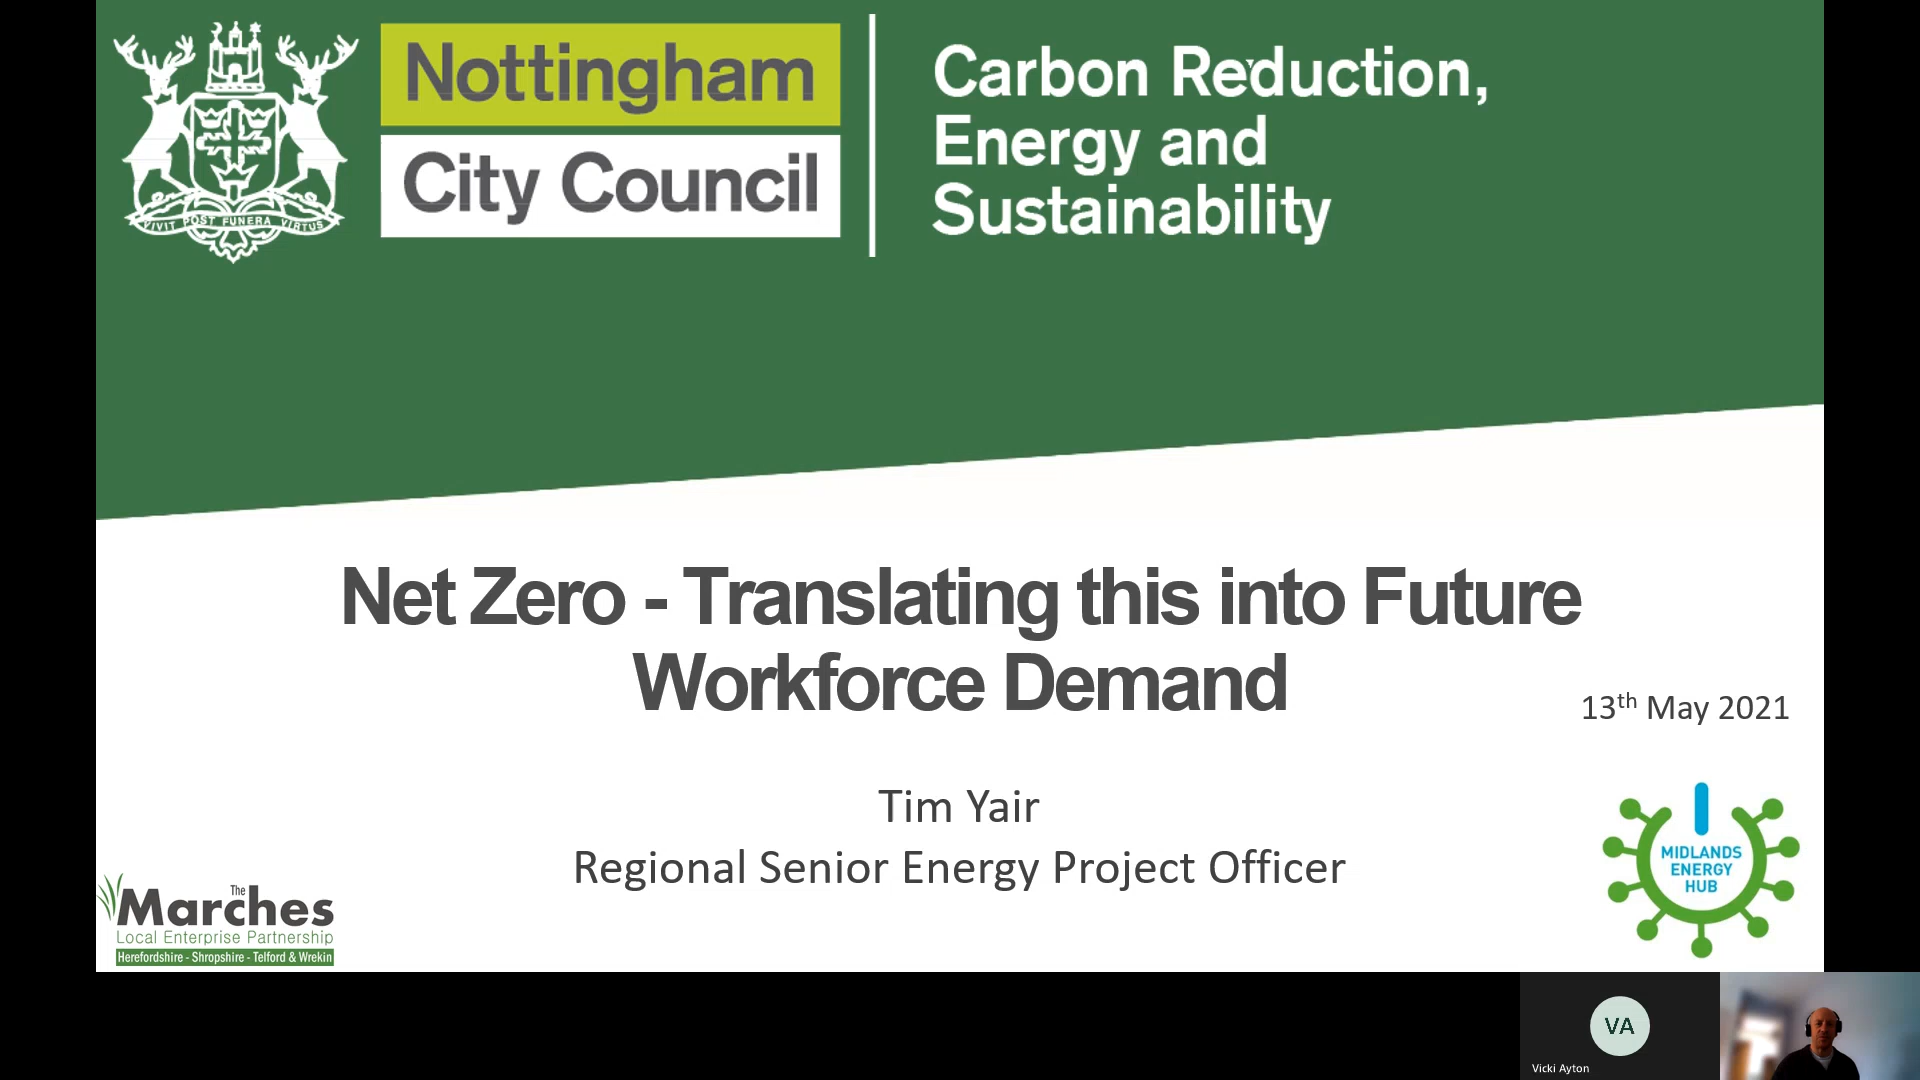 Nottingham
City Council
Carbon Reduction,
Energy and
Sustainability
VIVIT POST FUNERA VIRTUS
Net Zero - Translating this into Future
Workforce Demand
13th May 2021
Tim Yair
Regional Senior Energy Project Officer
The
Marches
Local Enterprise Partnership
Herefordshire - Shropshire - Telford & Wrekin
MIDLANDS
ENERGY
HUB
VA
Vicki Ayton